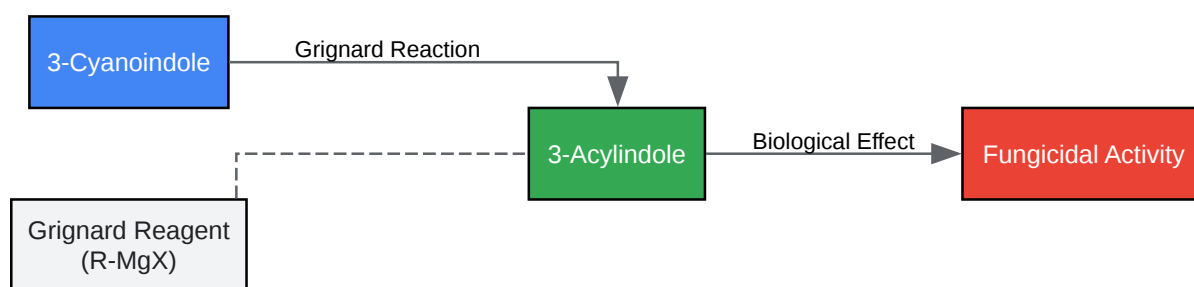 3-Cyanoindole
Grignard Reaction
3-Acylindole
Biological Effect
Fungicidal Activity
Grignard Reagent
(R-MgX)